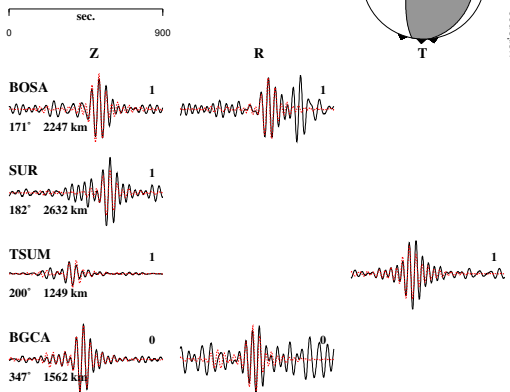 sec.
0 900
Z R T
BOSA 1 1
171° 2247 km
SUR 1
182° 2632 km
TSUM 1 1
200° 1249 km
BGCA 0 0
347° 1562 km